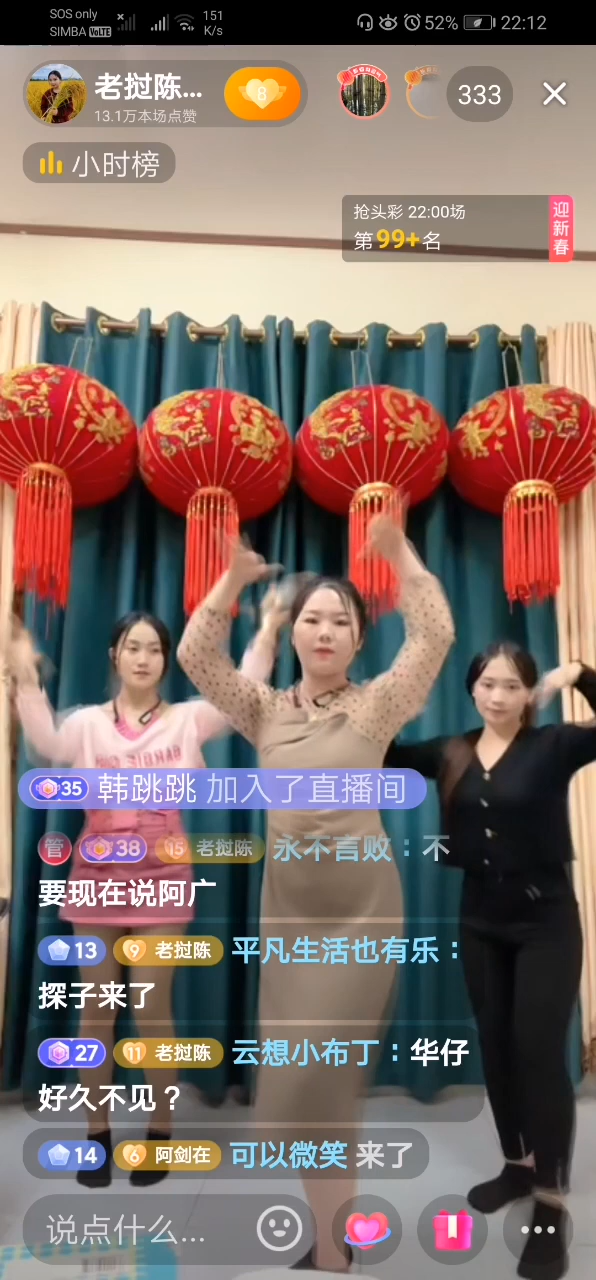 SOS only
SIMBA VoLTE
151
K/s
52%
22:12
老挝陈...
13.1万本场点赞
8
333
小时榜
抢头彩 22:00场
第99+名
迎新春
35 韩跳跳 加入了直播间
管 38 15 老挝陈 永不言败：不
要现在说阿广
13 9 老挝陈 平凡生活也有乐：
探子来了
27 11 老挝陈 云想小布丁：华仔
好久不见？
14 6 阿剑在 可以微笑 来了
说点什么...